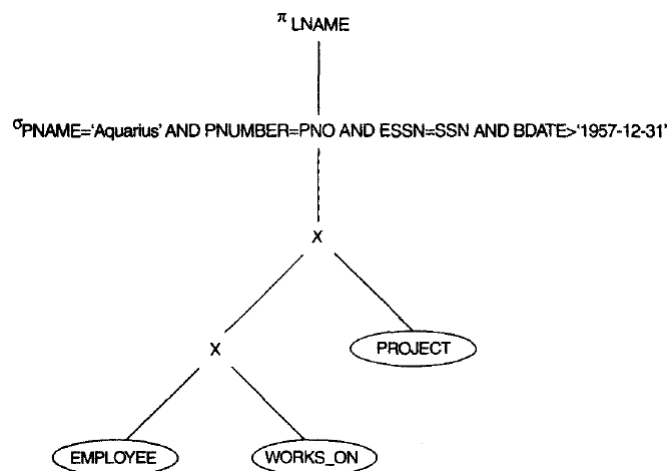 π LNAME
σPNAME='Aquarius' AND PNUMBER=PNO AND ESSN=SSN AND BDATE>'1957-12-31'
X
X
PROJECT
EMPLOYEE
WORKS_ON